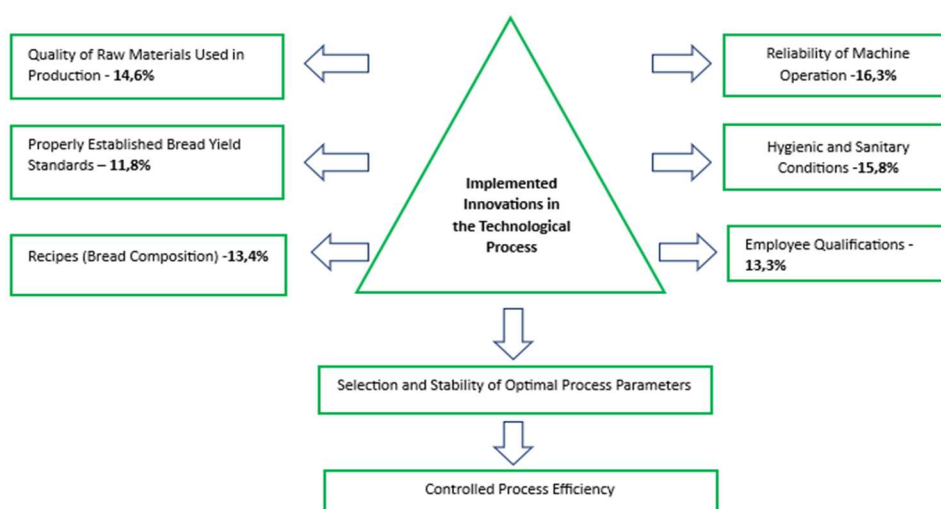 Quality of Raw Materials Used in
Production - 14,6%
Properly Established Bread Yield
Standards – 11,8%
Recipes (Bread Composition) -13,4%
Implemented
Innovations in
the Technological
Process
Reliability of Machine
Operation -16,3%
Hygienic and Sanitary
Conditions -15,8%
Employee Qualifications -
13,3%
Selection and Stability of Optimal Process Parameters
Controlled Process Efficiency